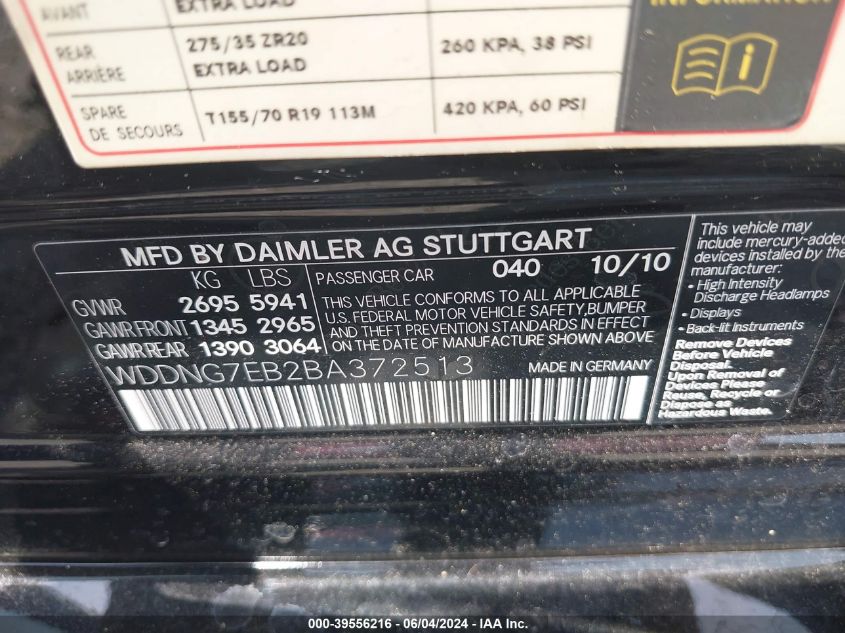 AVANT EXTRA LOAD
INFORMATION
REAR 275/35 ZR20 260 KPA, 38 PSI
ARRIÈRE EXTRA LOAD
SPARE T155/70 R19 113M 420 KPA, 60 PSI
DE SECOURS
MFD BY DAIMLER AG STUTTGART
KG LBS PASSENGER CAR 040 10/10
GVWR 2695 5941
GAWR FRONT 1345 2965
GAWR REAR 1390 3064
THIS VEHICLE CONFORMS TO ALL APPLICABLE
U.S. FEDERAL MOTOR VEHICLE SAFETY, BUMPER
AND THEFT PREVENTION STANDARDS IN EFFECT
ON THE DATE OF MANUFACTURE SHOWN ABOVE
WDDNG7EB2BA372513 MADE IN GERMANY
This vehicle may
include mercury-added
devices installed by the
manufacturer:
• High Intensity
Discharge Headlamps
• Displays
• Back-lit Instruments
Remove Devices
Before Vehicle
Disposal.
Upon Removal of
Devices Please
Reuse, Recycle or
Dispose as
Hazardous Waste.
000-39556216 - 06/04/2024 - IAA Inc.